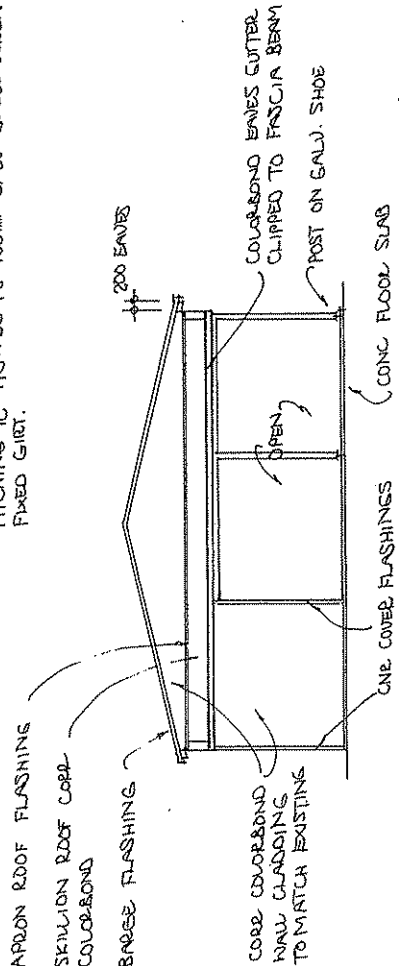 FIXED GIRT.
APRON ROOF FLASHING
SKILLION ROOF CORR
COLORBOND
BARGE FLASHING
CORR COLORBOND
WALL CLADDING
TO MATCH EXISTING
200 EAVES
COLORBOND EAVES GUTTER
CLIPPED TO FASCIA BEAM
POST ON GALV. SHOE
OPEN
CNR COVER FLASHINGS
CONC FLOOR SLAB